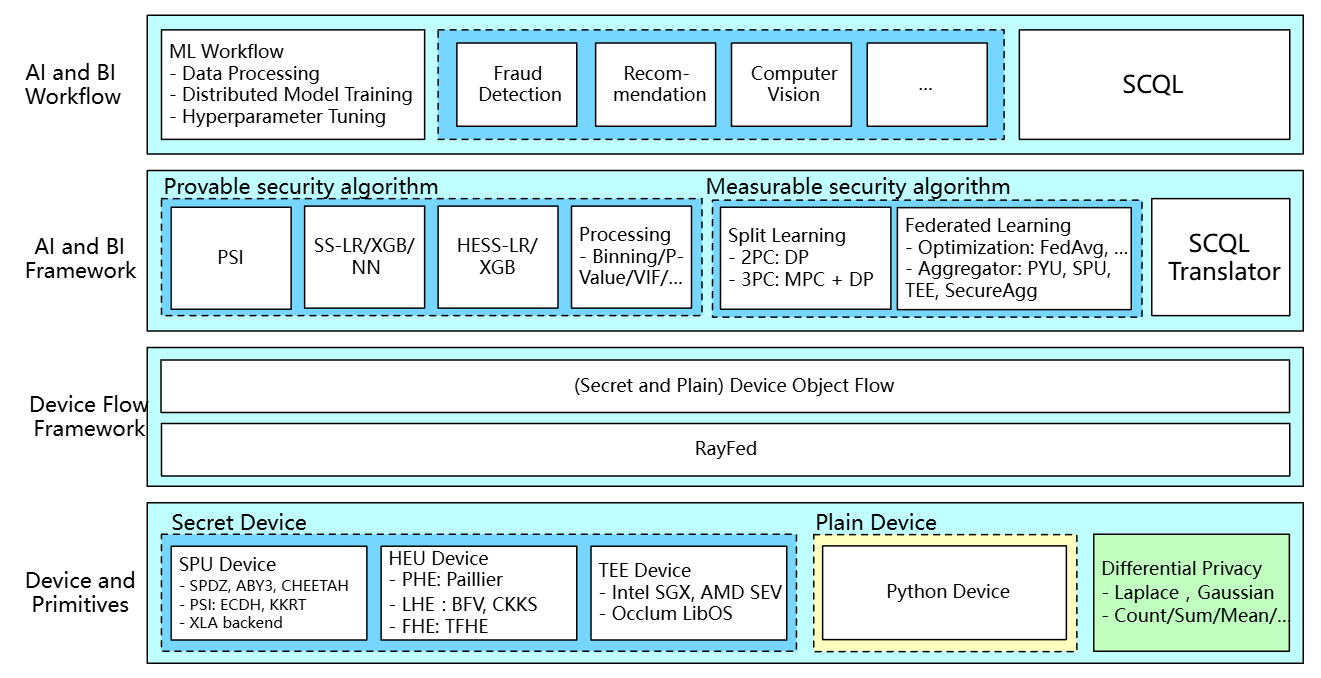 AI and BI
Workflow
ML Workflow
- Data Processing
- Distributed Model Training
- Hyperparameter Tuning
Fraud
Detection
Recom-
mendation
Computer
Vision
...
SCQL
AI and BI
Framework
Provable security algorithm
PSI
SS-LR/XGB/
NN
HESS-LR/
XGB
Processing
- Binning/P-
Value/VIF/...
Measurable security algorithm
Split Learning
- 2PC: DP
- 3PC: MPC + DP
Federated Learning
- Optimization: FedAvg, ...
- Aggregator: PYU, SPU,
TEE, SecureAgg
SCQL
Translator
Device Flow
Framework
(Secret and Plain) Device Object Flow
RayFed
Device and
Primitives
Secret Device
SPU Device
- SPDZ, ABY3, CHEETAH
- PSI: ECDH, KKRT
- XLA backend
HEU Device
- PHE: Paillier
- LHE : BFV, CKKS
- FHE: TFHE
TEE Device
- Intel SGX, AMD SEV
- Occlum LibOS
Plain Device
Python Device
Differential Privacy
- Laplace , Gaussian
- Count/Sum/Mean/...